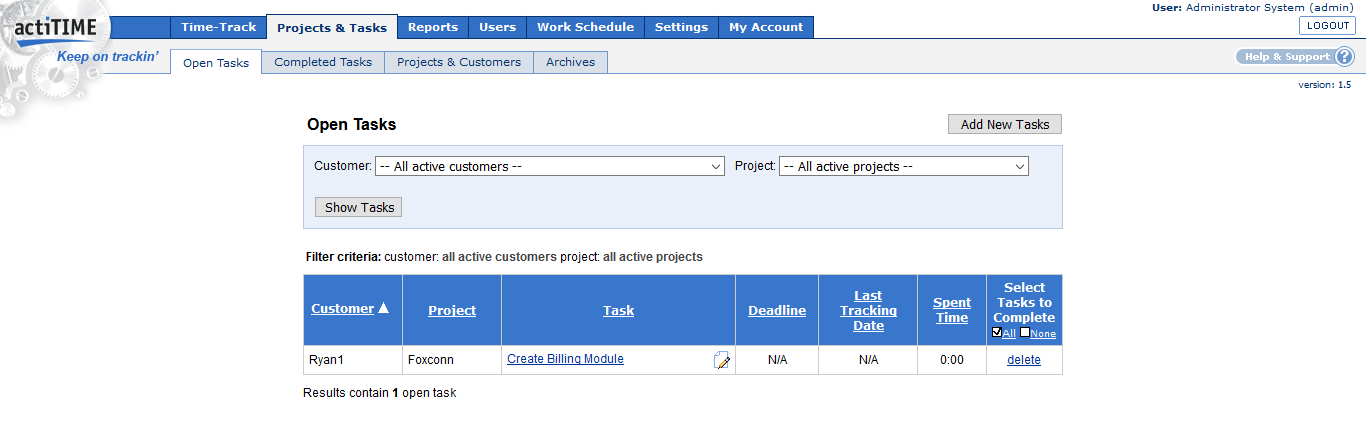 User: Administrator System (admin)
actiTIME
Time-Track Projects & Tasks Reports Users Work Schedule Settings My Account
LOGOUT
Keep on trackin'
Open Tasks Completed Tasks Projects & Customers Archives
Help & Support ?
version: 1.5
Open Tasks
Add New Tasks
Customer: -- All active customers -- Project: -- All active projects --
Show Tasks
Filter criteria: customer: all active customers project: all active projects
Customer
Project
Task
Deadline
Last
Tracking
Date
Spent
Time
Select
Tasks to
Complete
All None
Ryan1 Foxconn Create Billing Module N/A N/A 0:00 delete
Results contain 1 open task